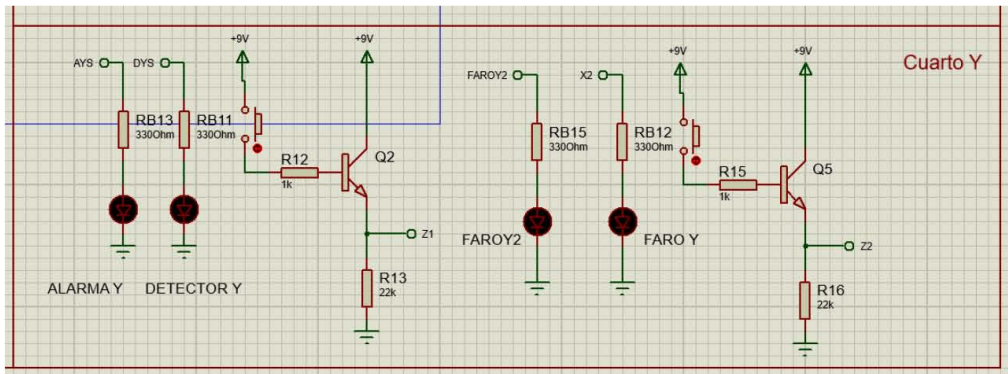 +9V
+9V
+9V
+9V
Cuarto Y
AYS
DYS
FAROY2
X2
RB13
330Ohm
RB11
330Ohm
RB15
330Ohm
RB12
330Ohm
R12
1k
Q2
R15
1k
Q5
Z1
FAROY2
FARO Y
Z2
R13
22k
R16
22k
ALARMA Y
DETECTOR Y